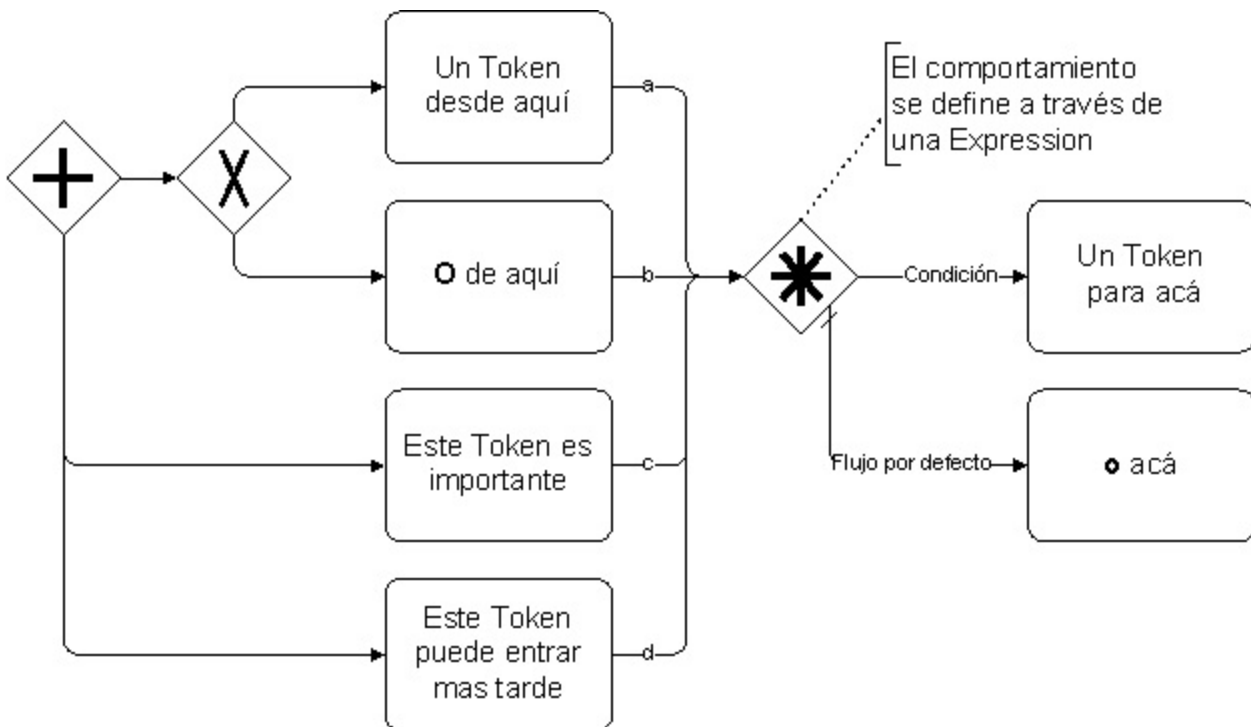 Un Token
desde aquí
a
El comportamiento
se define a través de
una Expression
O de aquí
b
Condición
Un Token
para acá
Este Token es
importante
c
Flujo por defecto
o acá
Este Token
puede entrar
mas tarde
d